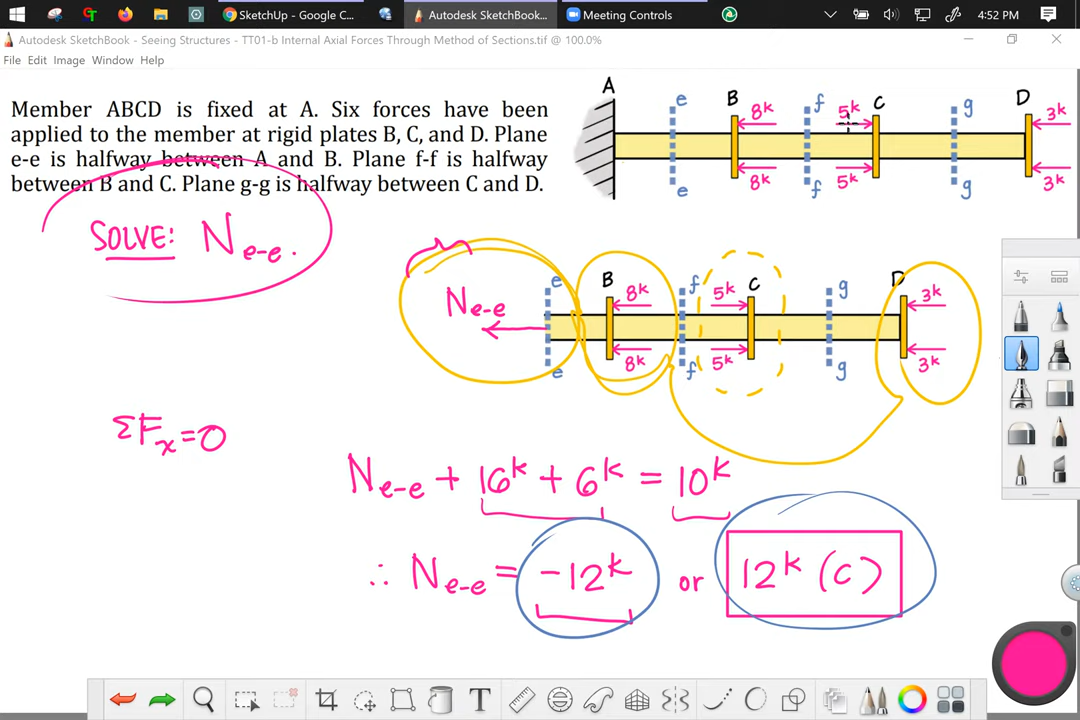 SketchUp - Google C...
Autodesk SketchBook...
Meeting Controls
4:52 PM
Autodesk SketchBook - Seeing Structures - TT01-b Internal Axial Forces Through Method of Sections.tif @ 100.0%
File Edit Image Window Help
Member ABCD is fixed at A. Six forces have been
applied to the member at rigid plates B, C, and D. Plane
e-e is halfway between A and B. Plane f-f is halfway
between B and C. Plane g-g is halfway between C and D.
A e B 8k f 5k C g D 3k
e 8k f 5k g 3k
SOLVE: N e-e.
N e-e
e B 8k f 5k C g D 3k
e 8k f 5k g 3k
ΣFx=0
N e-e + 16k + 6k = 10k
∴ N e-e = -12k or 12k (C)
T